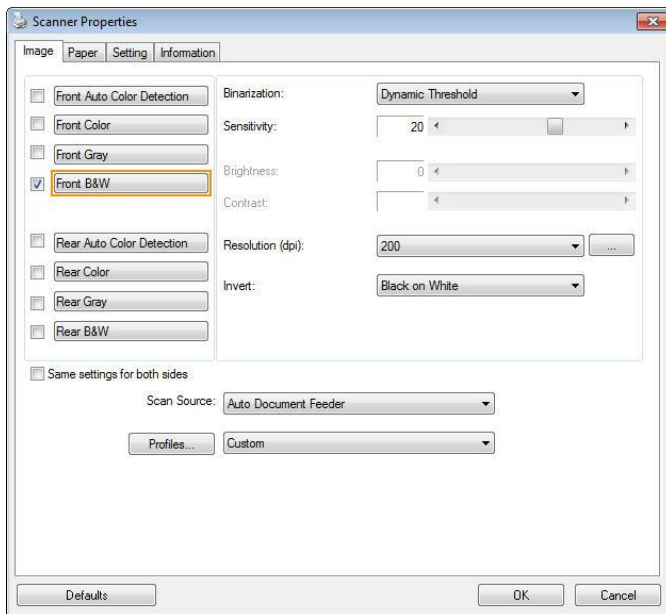 Scanner Properties
Image Paper Setting Information
Front Auto Color Detection
Front Color
Front Gray
Front B&W
Rear Auto Color Detection
Rear Color
Rear Gray
Rear B&W
Binarization: Dynamic Threshold
Sensitivity: 20
Brightness: 0
Contrast:
Resolution (dpi): 200 ...
Invert: Black on White
Same settings for both sides
Scan Source: Auto Document Feeder
Profiles... Custom
Defaults OK Cancel